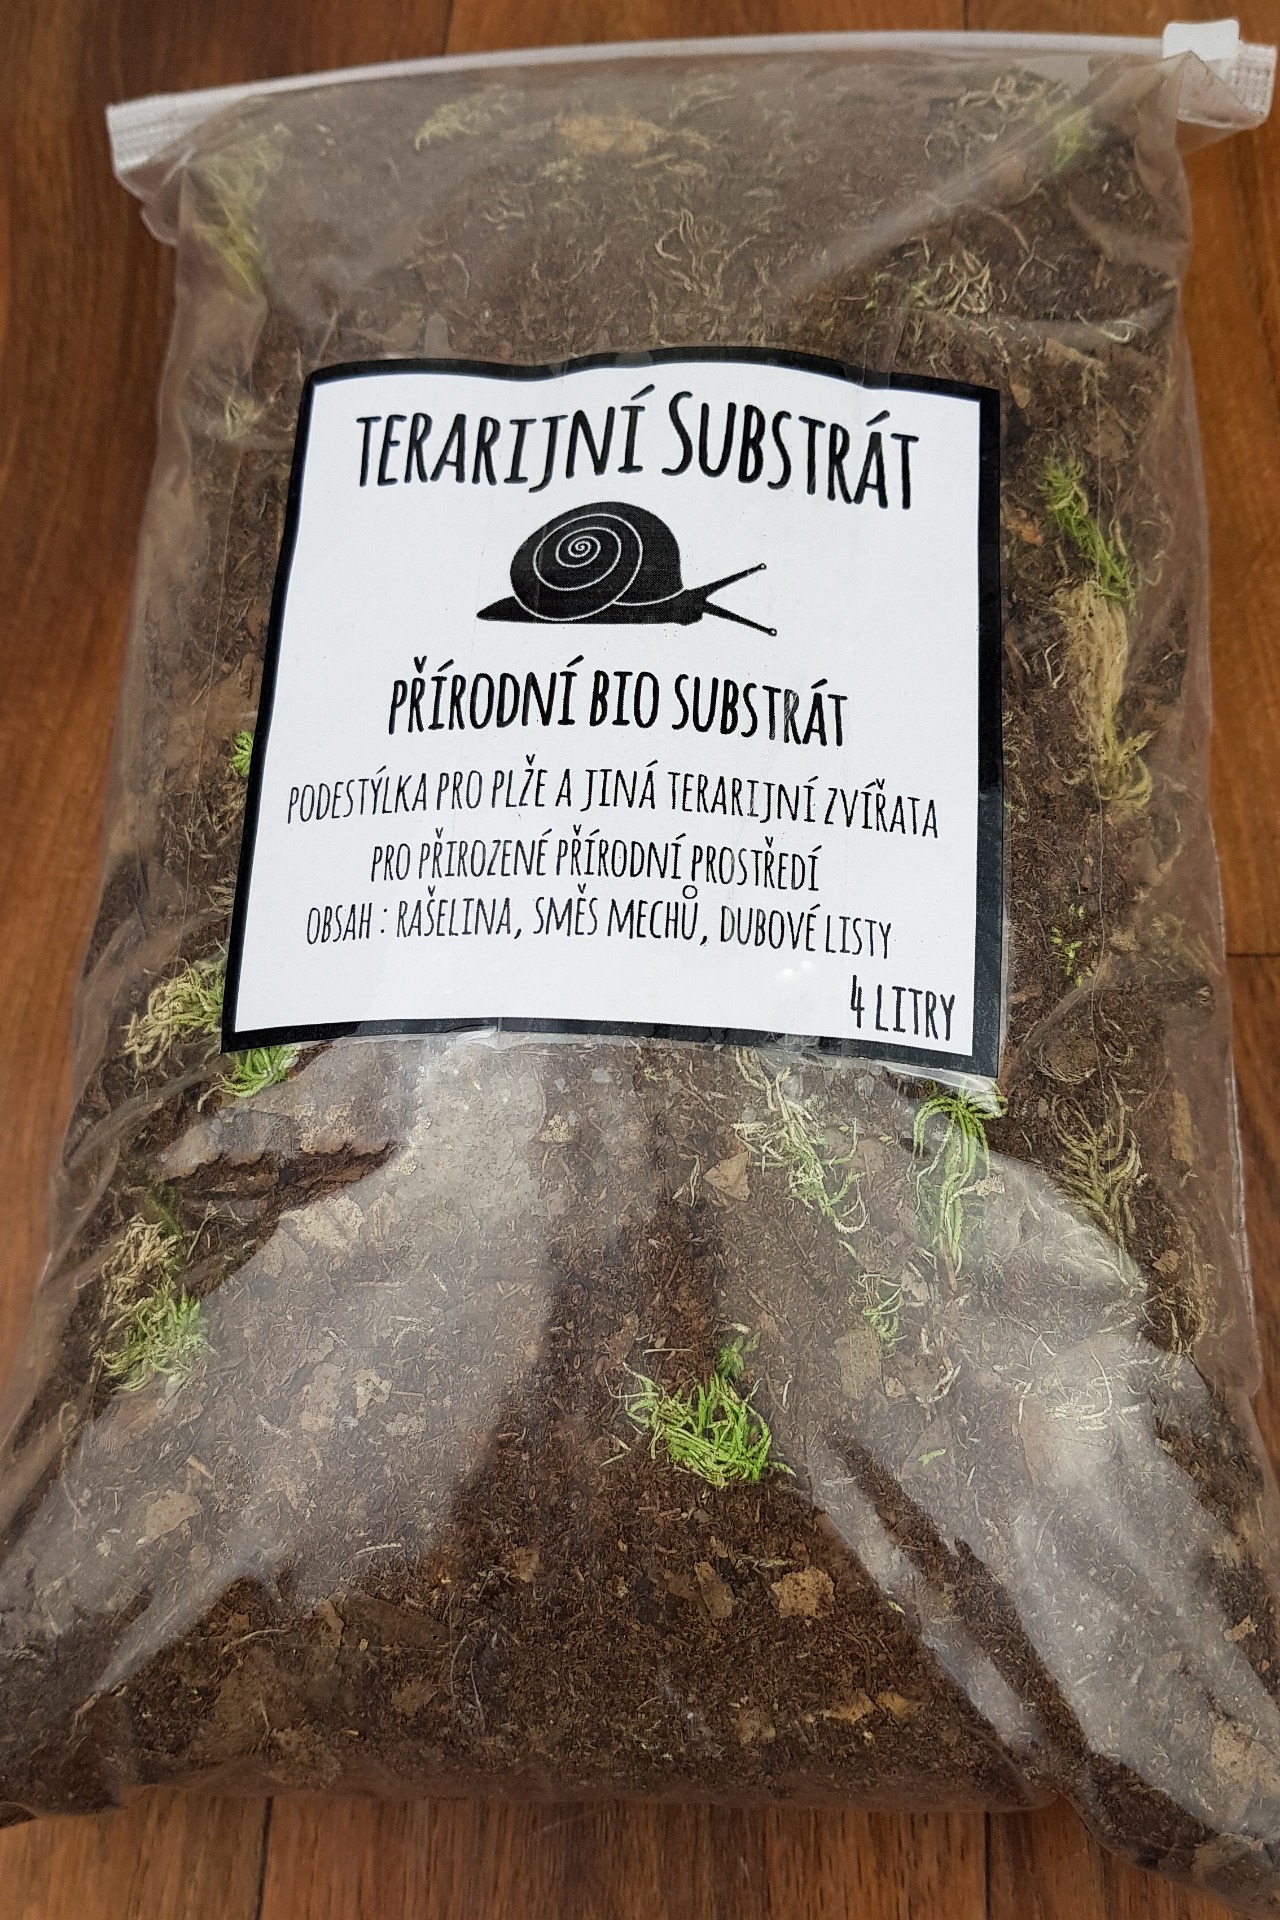 TERARIJNÍ SUBSTRÁT
PŘÍRODNÍ BIO SUBSTRÁT
PODESTÝLKA PRO PLŽE A JINÁ TERARIJNÍ ZVÍŘATA
PRO PŘIROZENÉ PŘÍRODNÍ PROSTŘEDÍ
OBSAH : RAŠELINA, SMĚS MECHŮ, DUBOVÉ LISTY
4 LITRY